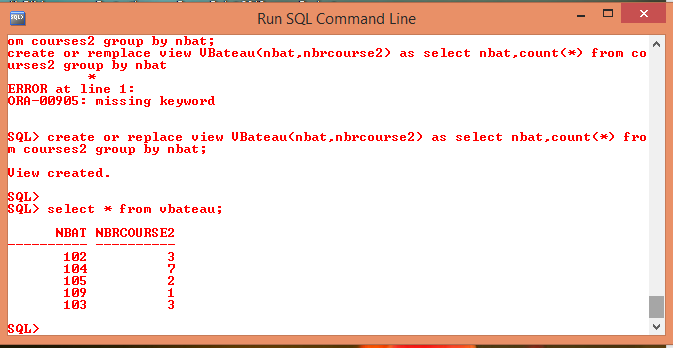 Run SQL Command Line
om courses2 group by nbat;
create or remplace view VBateau(nbat,nbrcourse2) as select nbat,count(*) from co
urses2 group by nbat
*
ERROR at line 1:
ORA-00905: missing keyword
SQL> create or replace view VBateau(nbat,nbrcourse2) as select nbat,count(*) fro
m courses2 group by nbat;
View created.
SQL>
SQL> select * from vbateau;
NBAT NBRCOURSE2
---------- ----------
102 3
104 7
105 2
109 1
103 3
SQL>